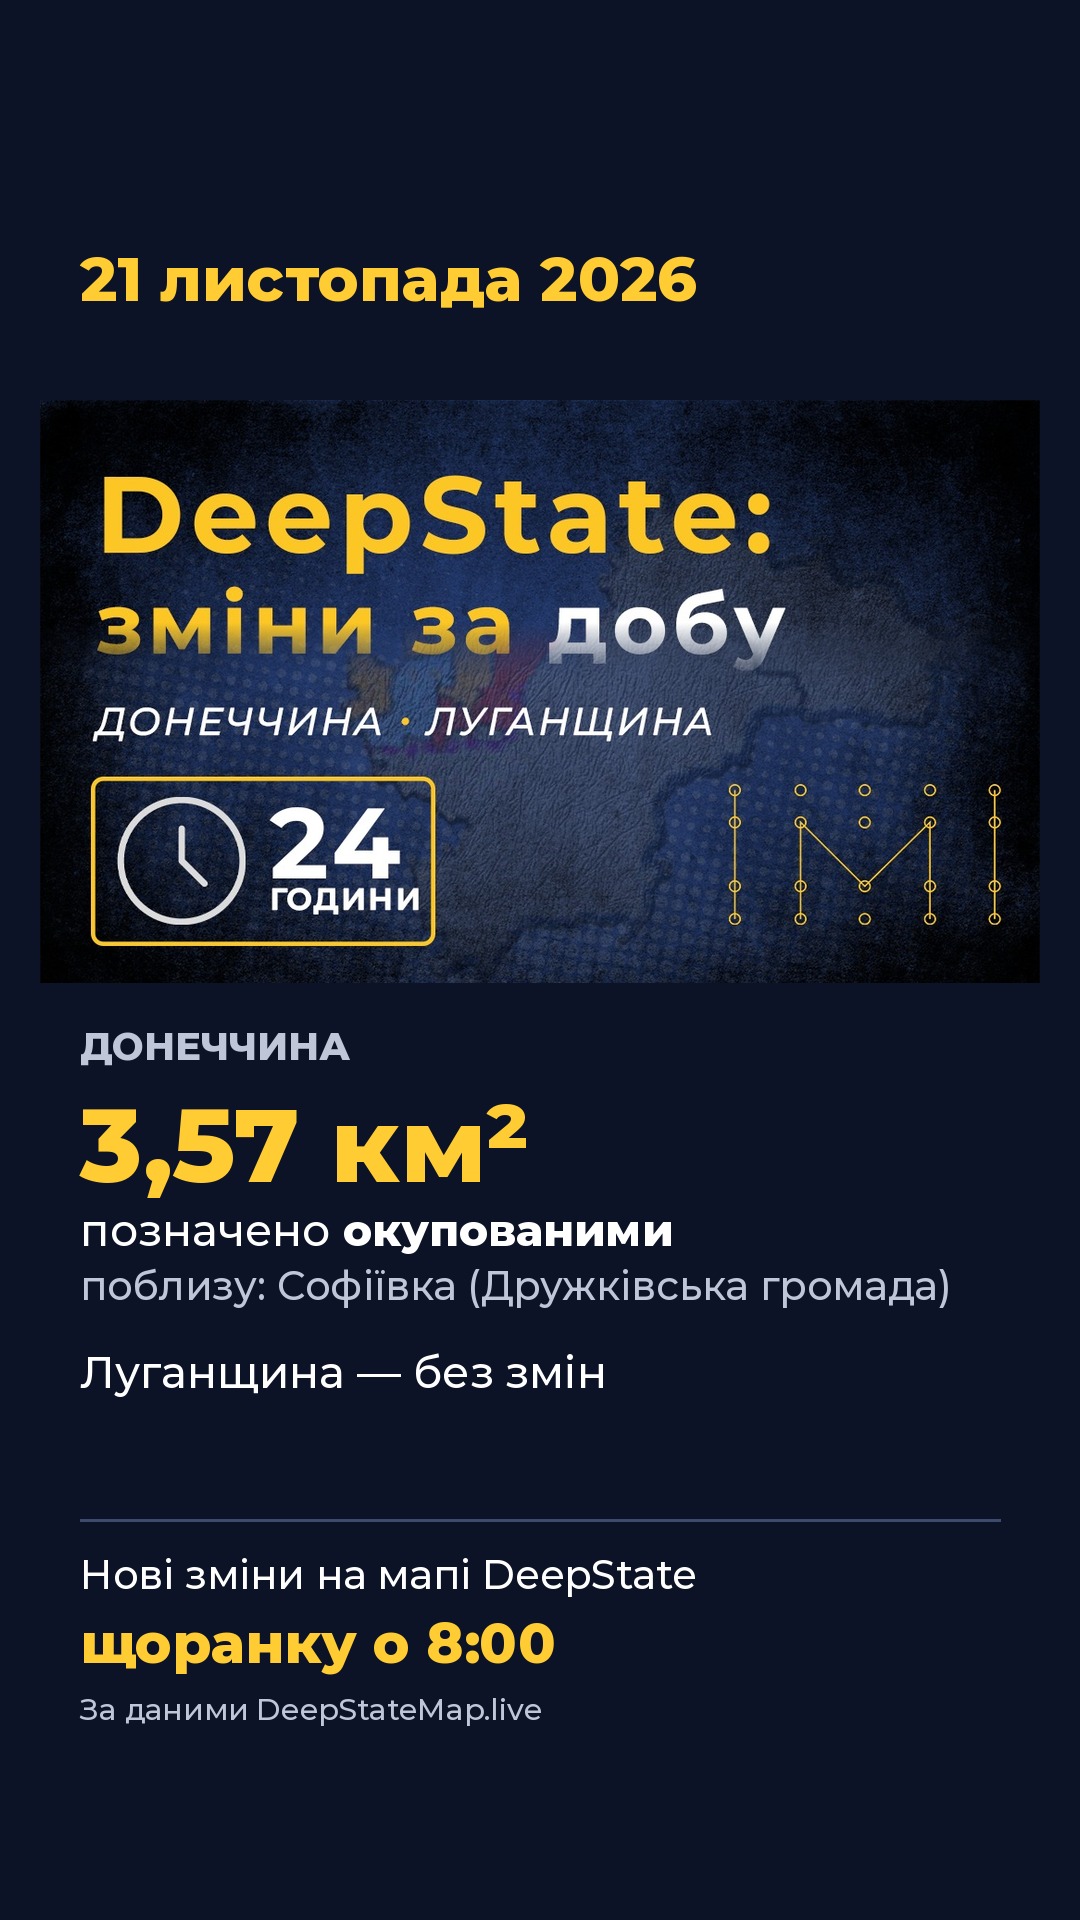 21 листопада 2026
DeepState:
зміни за добу
ДОНЕЧЧИНА • ЛУГАНЩИНА
24
години
ІМІ
ДОНЕЧЧИНА
3,57 км²
позначено окупованими
поблизу: Софіївка (Дружківська громада)
Луганщина — без змін
Нові зміни на мапі DeepState
щоранку о 8:00
За даними DeepStateMap.live